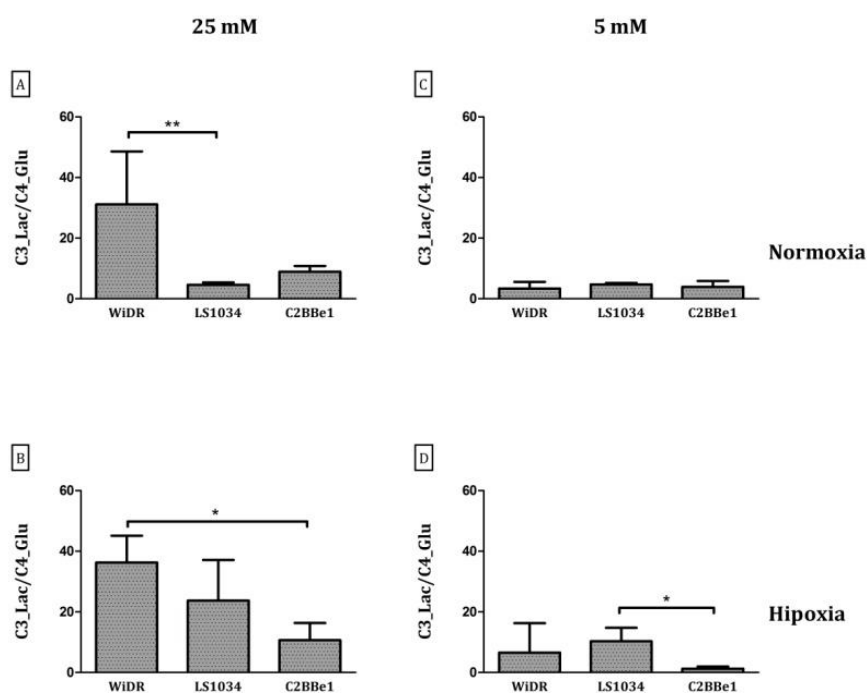 25 mM
5 mM
A
C3_Lac/C4_Glu
60
40
20
0
**
WiDR
LS1034
C2BBe1
C
C3_Lac/C4_Glu
60
40
20
0
WiDR
LS1034
C2BBe1
Normoxia
B
C3_Lac/C4_Glu
60
40
20
0
*
WiDR
LS1034
C2BBe1
D
C3_Lac/C4_Glu
60
40
20
0
*
WiDR
LS1034
C2BBe1
Hipoxia